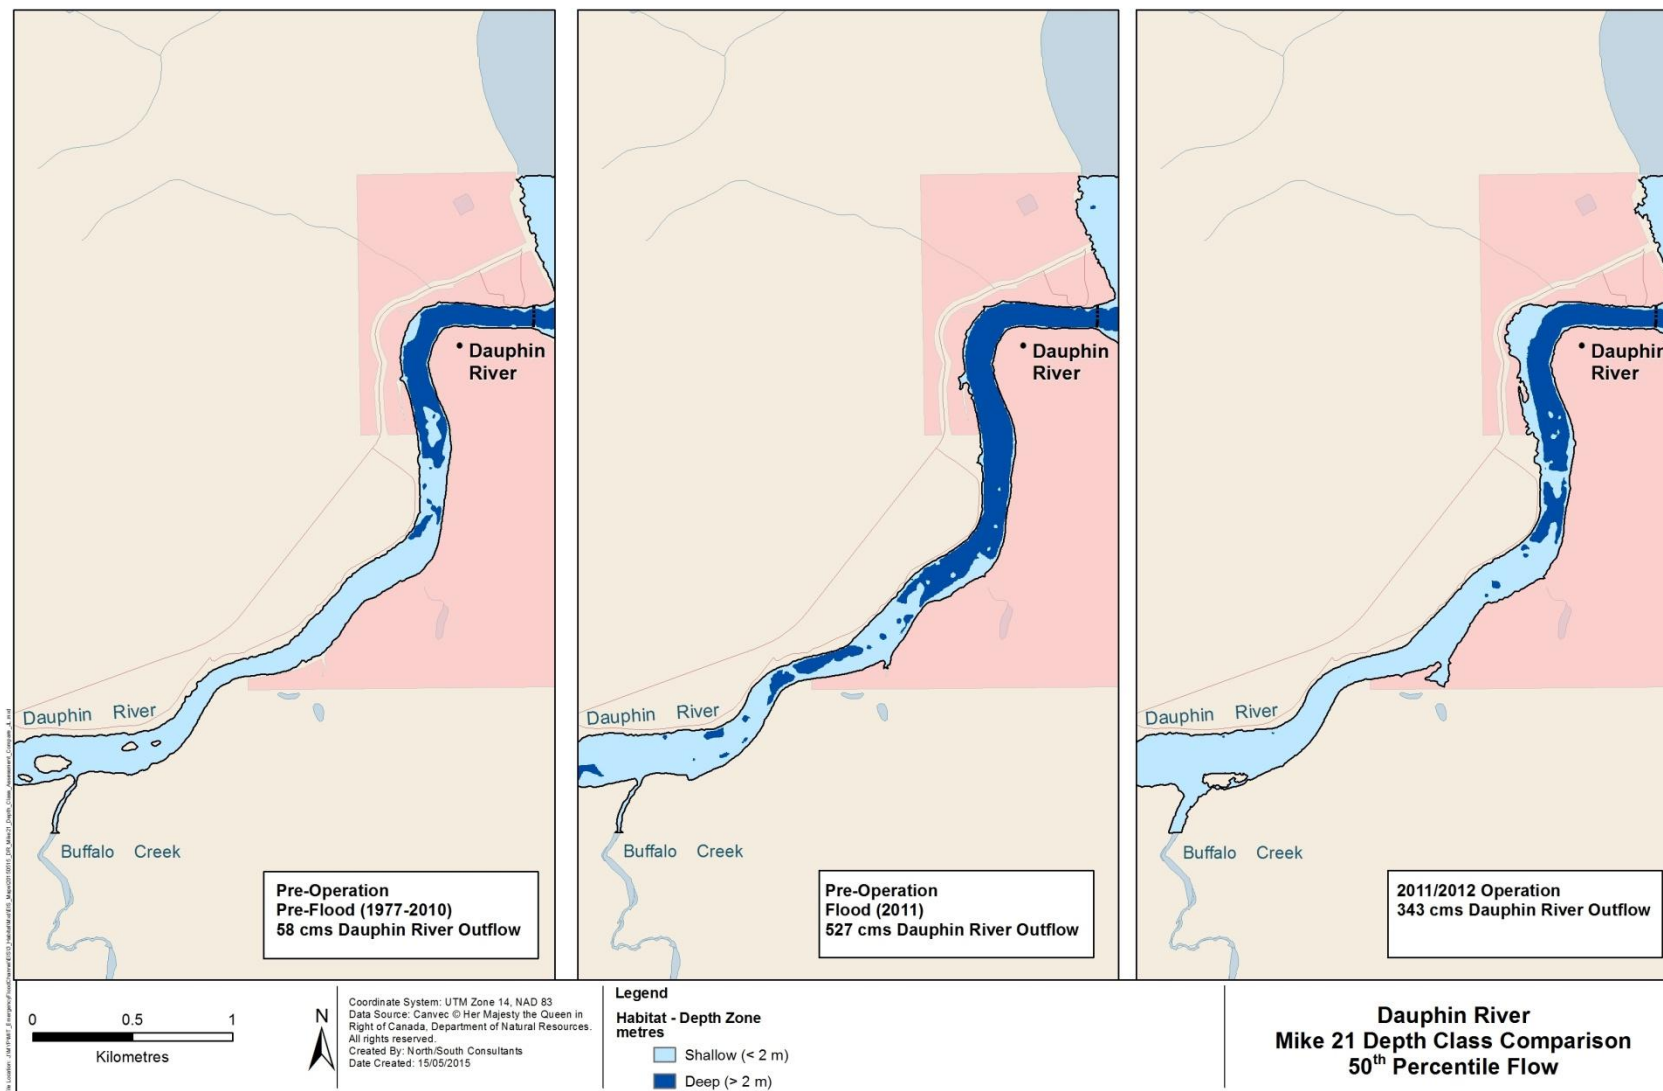 Dauphin
River
Dauphin River
Buffalo Creek
Pre-Operation
Pre-Flood (1977-2010)
58 cms Dauphin River Outflow
Dauphin
River
Dauphin River
Buffalo Creek
Pre-Operation
Flood (2011)
527 cms Dauphin River Outflow
Dauphin
River
Dauphin River
Buffalo Creek
2011/2012 Operation
343 cms Dauphin River Outflow
0 0.5 1
Kilometres
N
Coordinate System: UTM Zone 14, NAD 83
Data Source: Canvec © Her Majesty the Queen in
Right of Canada, Department of Natural Resources.
All rights reserved.
Created By: North/South Consultants
Date Created: 15/05/2015
Legend
Habitat - Depth Zone
metres
Shallow (< 2 m)
Deep (> 2 m)
Dauphin River
Mike 21 Depth Class Comparison
50th Percentile Flow